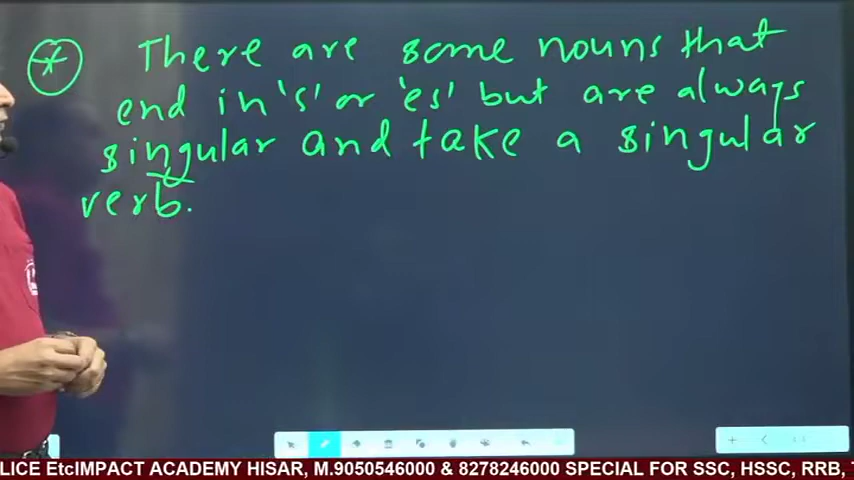 There are some nouns that
end in 's' or 'es' but are always
singular and take a singular
verb.
LICE EtcIMPACT ACADEMY HISAR, M.9050546000 & 8278246000 SPECIAL FOR SSC, HSSC, RRB,